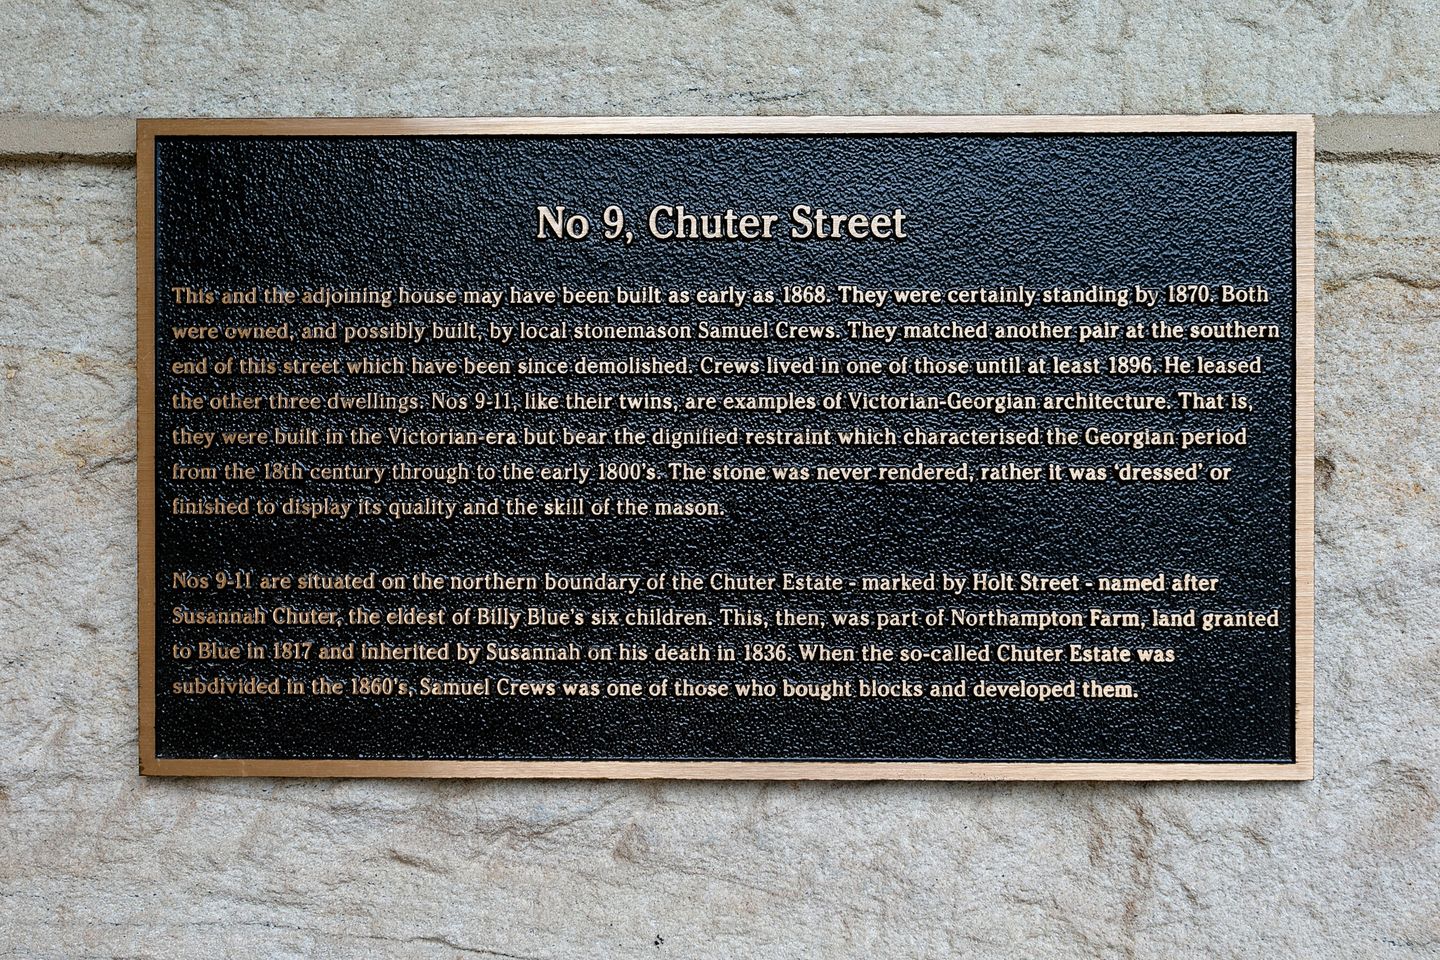 No 9, Chuter Street
This and the adjoining house may have been built as early as 1868. They were certainly standing by 1870. Both
were owned, and possibly built, by local stonemason Samuel Crews. They matched another pair at the southern
end of this street which have been since demolished. Crews lived in one of those until at least 1896. He leased
the other three dwellings. Nos 9-11, like their twins, are examples of Victorian-Georgian architecture. That is,
they were built in the Victorian-era but bear the dignified restraint which characterised the Georgian period
from the 18th century through to the early 1800's. The stone was never rendered, rather it was 'dressed' or
finished to display its quality and the skill of the mason.
Nos 9-11 are situated on the northern boundary of the Chuter Estate - marked by Holt Street - named after
Susannah Chuter, the eldest of Billy Blue's six children. This, then, was part of Northampton Farm, land granted
to Blue in 1817 and inherited by Susannah on his death in 1836. When the so-called Chuter Estate was
subdivided in the 1860's, Samuel Crews was one of those who bought blocks and developed them.